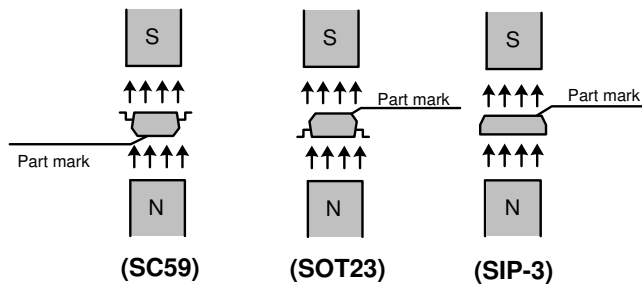 S
S
S
Part mark
Part mark
Part mark
N
N
N
(SC59)
(SOT23)
(SIP-3)